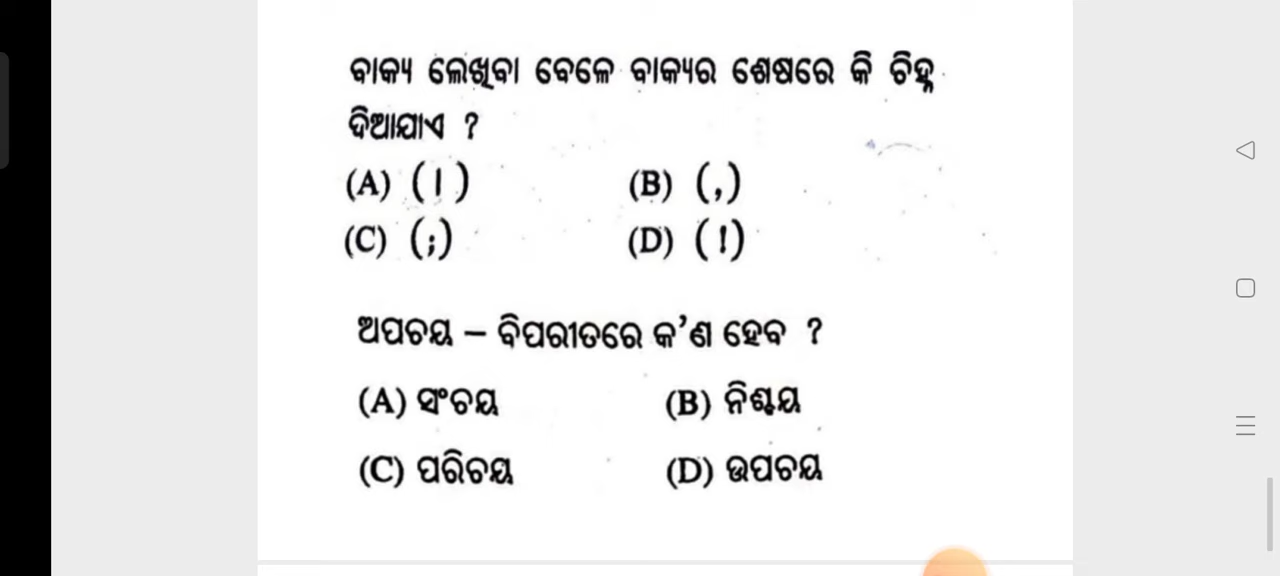 ବାକ୍ୟ ଲେଖିବା ବେଳେ ବାକ୍ୟର ଶେଷରେ କି ଚିହ୍ନ
ଦିଆଯାଏ ?
(A) (।) (B) (,)
(C) (;) (D) (!)
ଅପଚୟ – ବିପରୀତରେ କ’ଣ ହେବ ?
(A) ସଂଚୟ (B) ନିଶ୍ଚୟ
(C) ପରିଚୟ (D) ଉପଚୟ